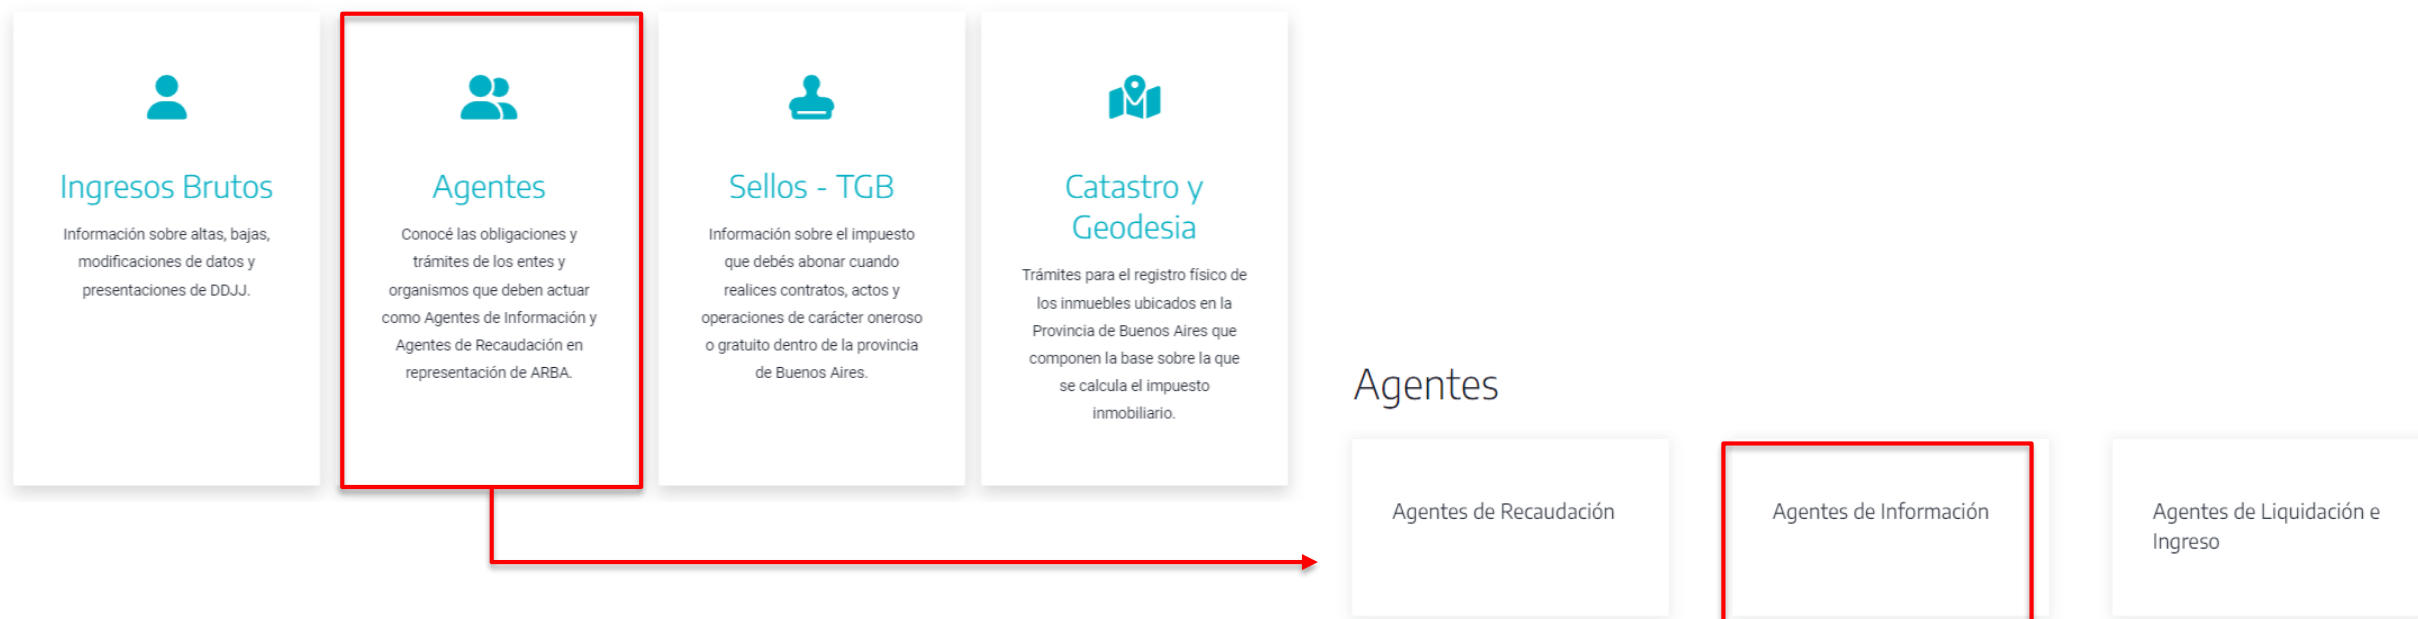 Ingresos Brutos
Información sobre altas, bajas,
modificaciones de datos y
presentaciones de DDJJ.
Agentes
Conocé las obligaciones y
trámites de los entes y
organismos que deben actuar
como Agentes de Información y
Agentes de Recaudación en
representación de ARBA.
Sellos - TGB
Información sobre el impuesto
que debés abonar cuando
realices contratos, actos y
operaciones de carácter oneroso
o gratuito dentro de la provincia
de Buenos Aires.
Catastro y
Geodesia
Trámites para el registro físico de
los inmuebles ubicados en la
Provincia de Buenos Aires que
componen la base sobre la que
se calcula el impuesto
inmobiliario.
Agentes
Agentes de Recaudación
Agentes de Información
Agentes de Liquidación e
Ingreso